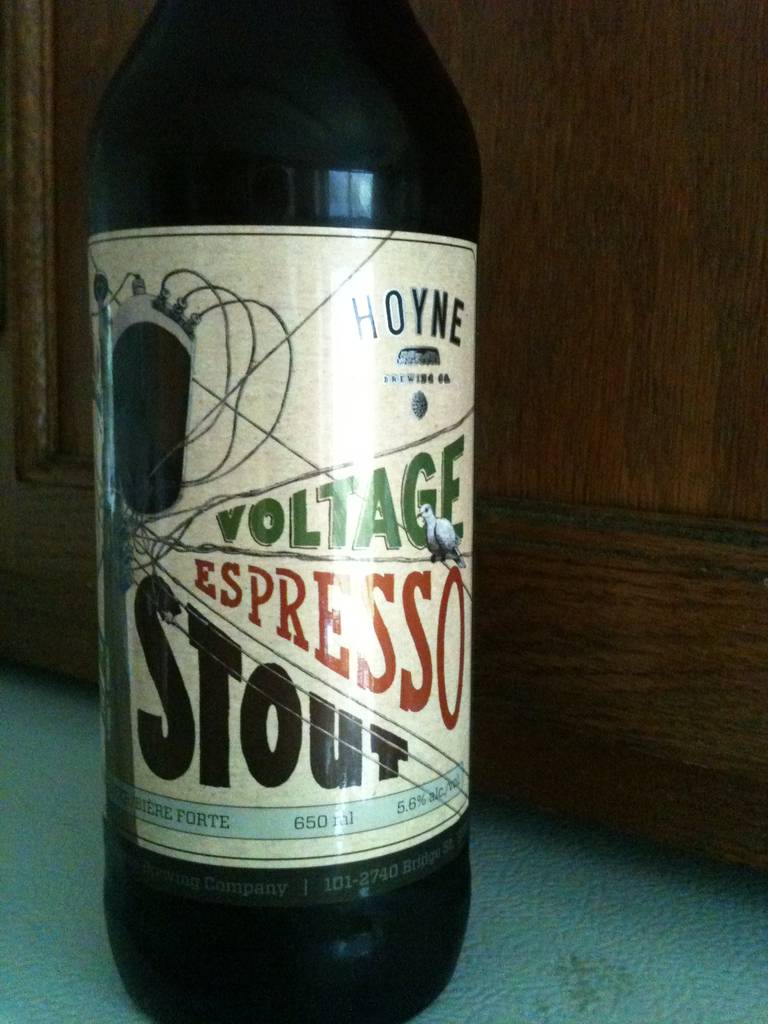 HOYNE
BREWING CO.
VOLTAGE
ESPRESSO
STOUT
BIÈRE FORTE 650 ml 5.6% alc./vol
Brewing Company | 101-2740 Bridge St.